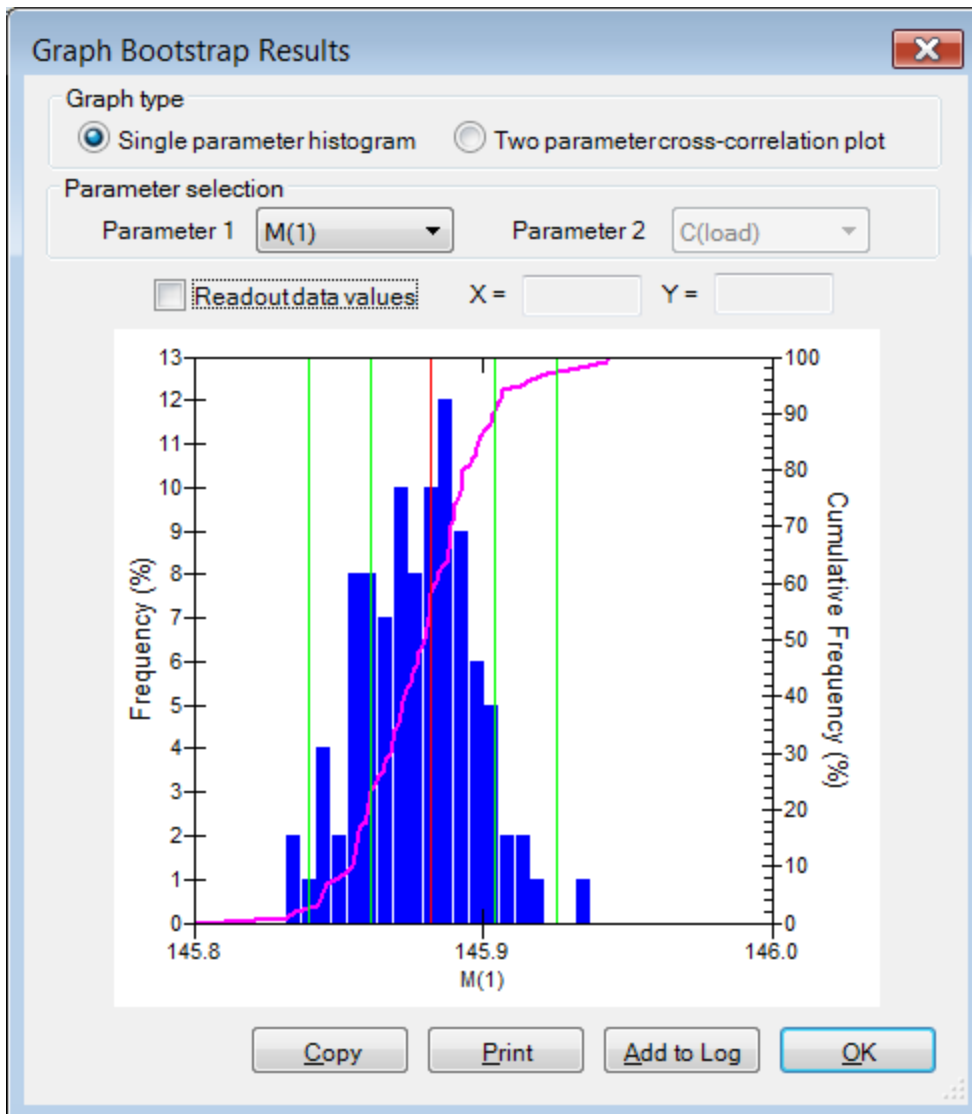 Graph Bootstrap Results
Graph type
Single parameter histogram Two parameter cross-correlation plot
Parameter selection
Parameter 1 M(1) Parameter 2 C(load)
Readout data values X = Y =
13 100
12
90
11
80
10
9 70
8
60
7
50
6
5 40
4
30
3
20
2
10
1
0 0
Frequency (%)
Cumulative Frequency (%)
145.8 145.9 146.0
M(1)
Copy Print Add to Log OK